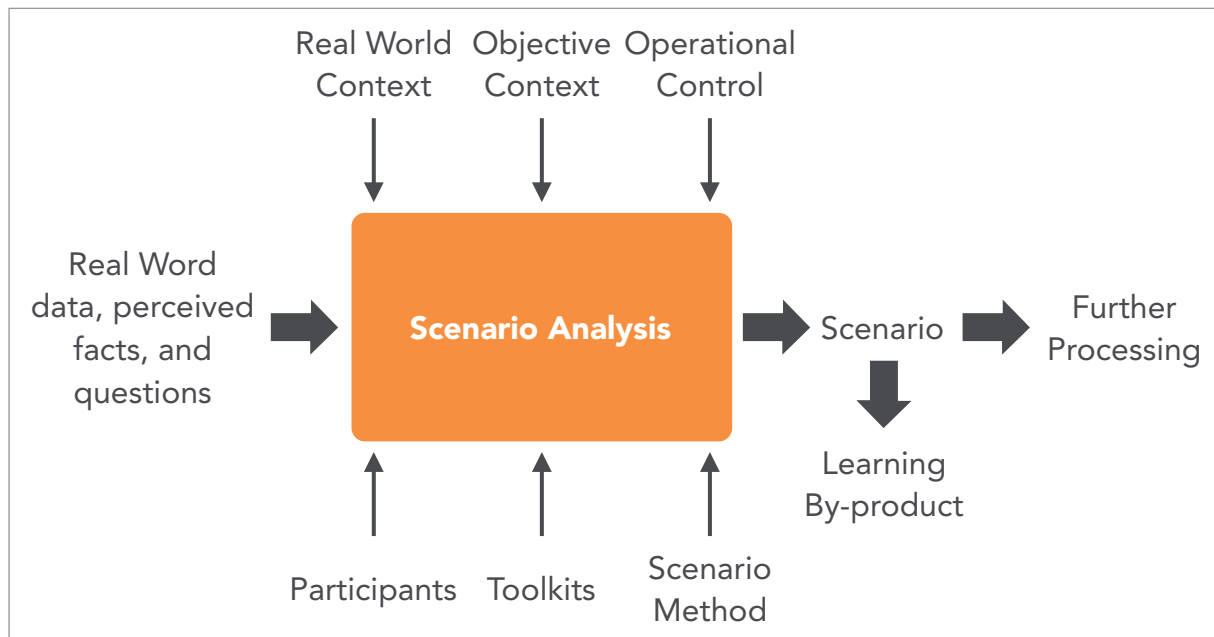 Real World
Context
Objective
Context
Operational
Control
Real Word
data, perceived
facts, and
questions
Scenario Analysis
Scenario
Further
Processing
Learning
By-product
Participants
Toolkits
Scenario
Method